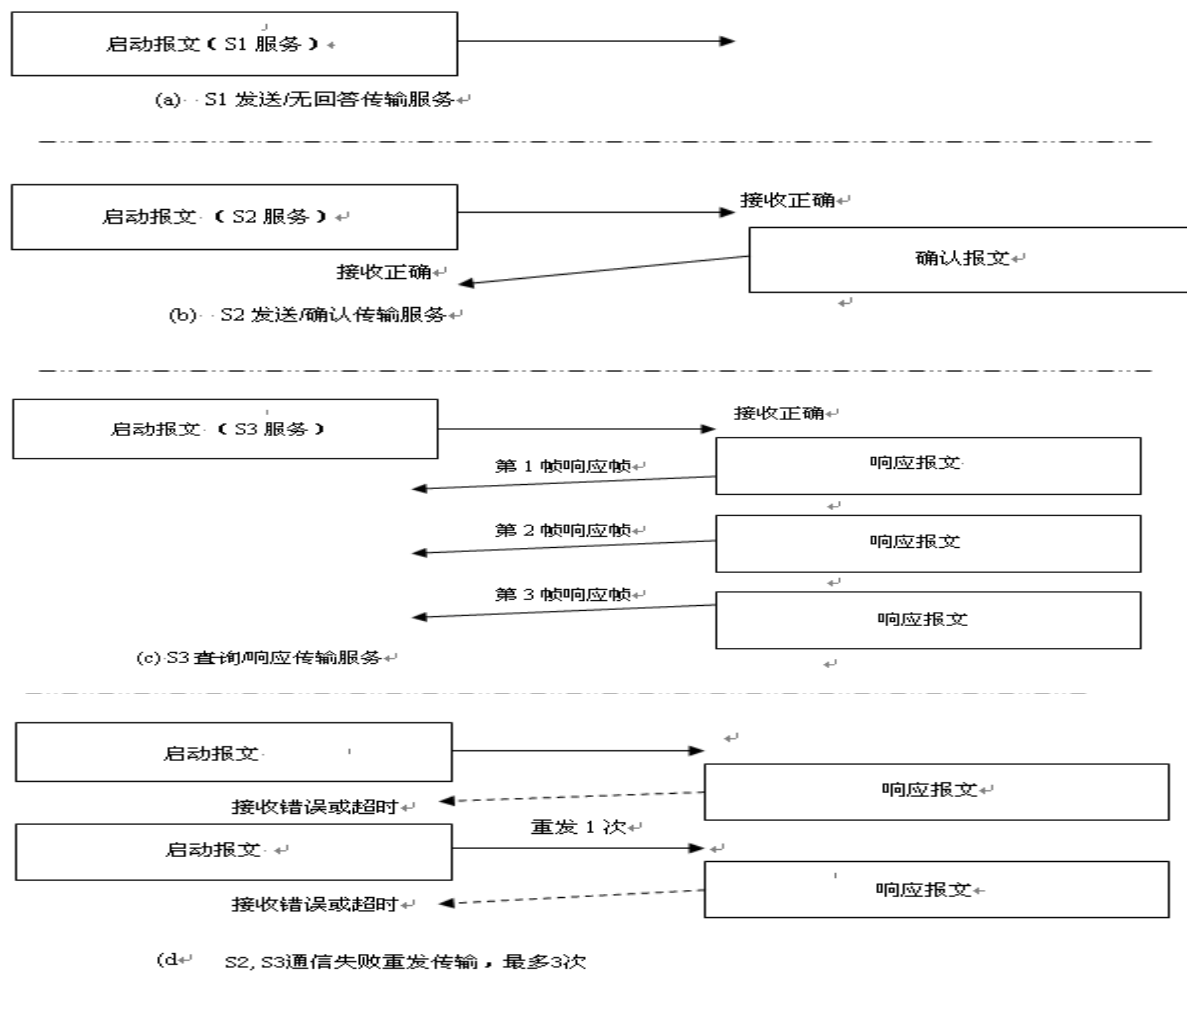 启动报文（S1 服务）
(a) S1 发送/无回答传输服务
启动报文 （S2 服务）
接收正确
确认报文
接收正确
(b) S2 发送/确认传输服务
启动报文 （S3 服务）
接收正确
第 1 帧响应帧
响应报文
第 2 帧响应帧
响应报文
第 3 帧响应帧
响应报文
(c) S3 查询/响应传输服务
启动报文
响应报文
接收错误或超时
重发 1 次
启动报文
响应报文
接收错误或超时
(d S2, S3通信失败重发传输，最多3次